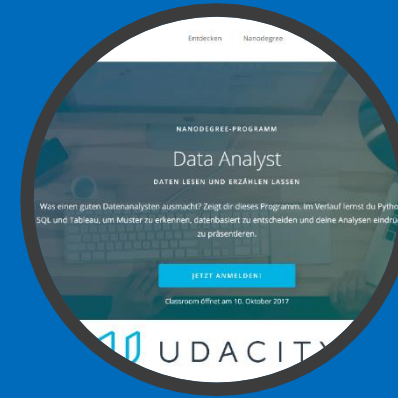 Entdecken Nanodegree
NANODEGREE-PROGRAMM
Data Analyst
DATEN LESEN UND ERZÄHLEN LASSEN
Was einen guten Datenanalysten ausmacht? Zeigt dir dieses Programm. Im Verlauf lernst du
SQL und Tableau, um Muster zu erkennen, datenbasiert zu entscheiden und deine Analysen
zu präsentieren.
JETZT ANMELDEN!
Classroom öffnet am 10. Oktober 2017
UDACITY